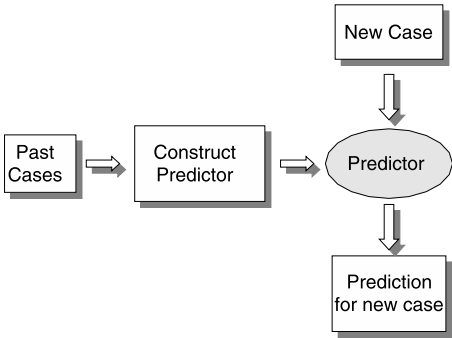 New Case
Past
Cases
Construct
Predictor
Predictor
Prediction
for new case